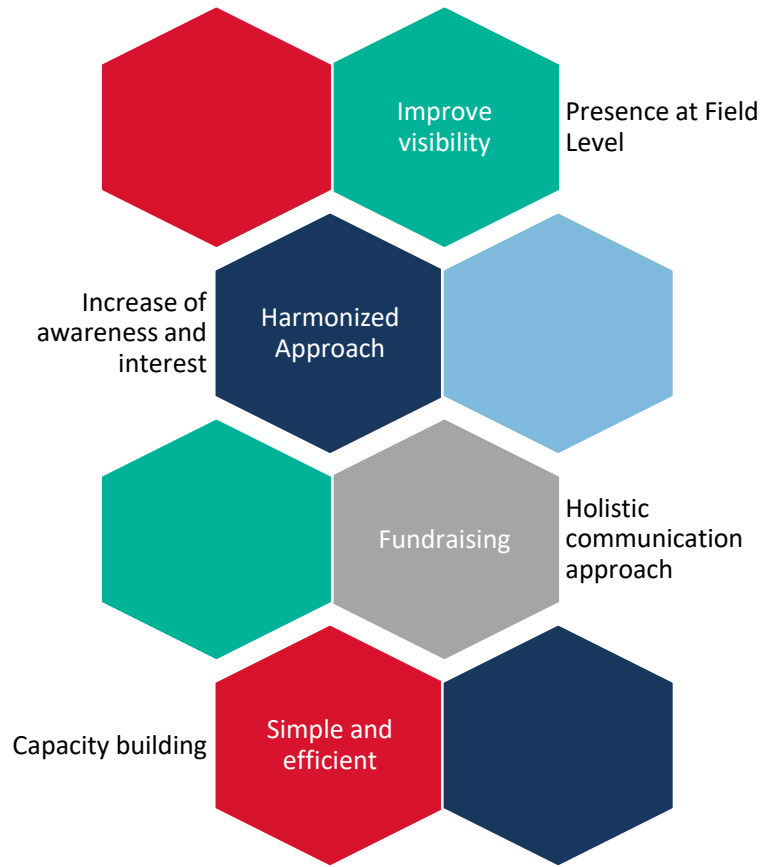 Improve
visibility
Presence at Field
Level
Increase of
awareness and
interest
Harmonized
Approach
Fundraising
Holistic
communication
approach
Capacity building
Simple and
efficient